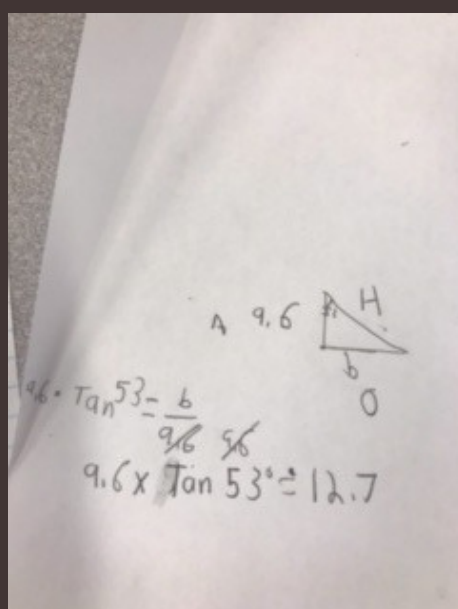 A 9.6 H
b
O
9.6 · Tan 53 = b/9.6 9.6
9.6 x Tan 53° ≐ 12.7